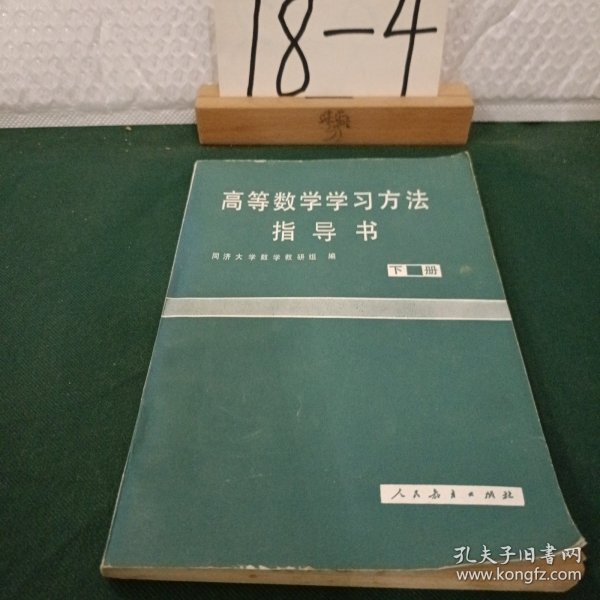 18-4
高等数学学习方法
指导书
同济大学数学教研组 编
下册
人民教育出版社
孔夫子旧书网
www.kongfz.com